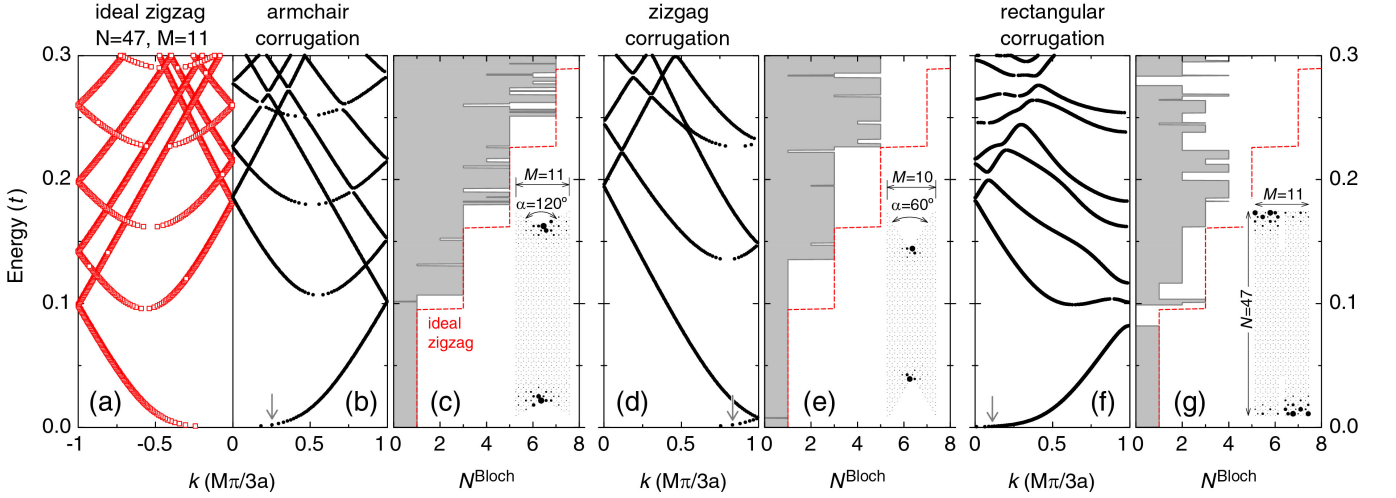 ideal zigzag
N=47, M=11
armchair
corrugation
zizgag
corrugation
rectangular
corrugation
Energy (t)
0.3
0.2
0.1
0.0
(a)
-1 -0.5 0
k (Mπ/3a)
(b)
0.5 1
(c)
ideal
zigzag
M=11
α=120°
0 2 4 6 8
N^Bloch
(d)
0 0.5 1
k (Mπ/3a)
(e)
M=10
α=60°
0 2 4 6 8
N^Bloch
(f)
0 0.5 1
k (Mπ/3a)
(g)
M=11
N=47
0 2 4 6 8
N^Bloch
0.3
0.2
0.1
0.0